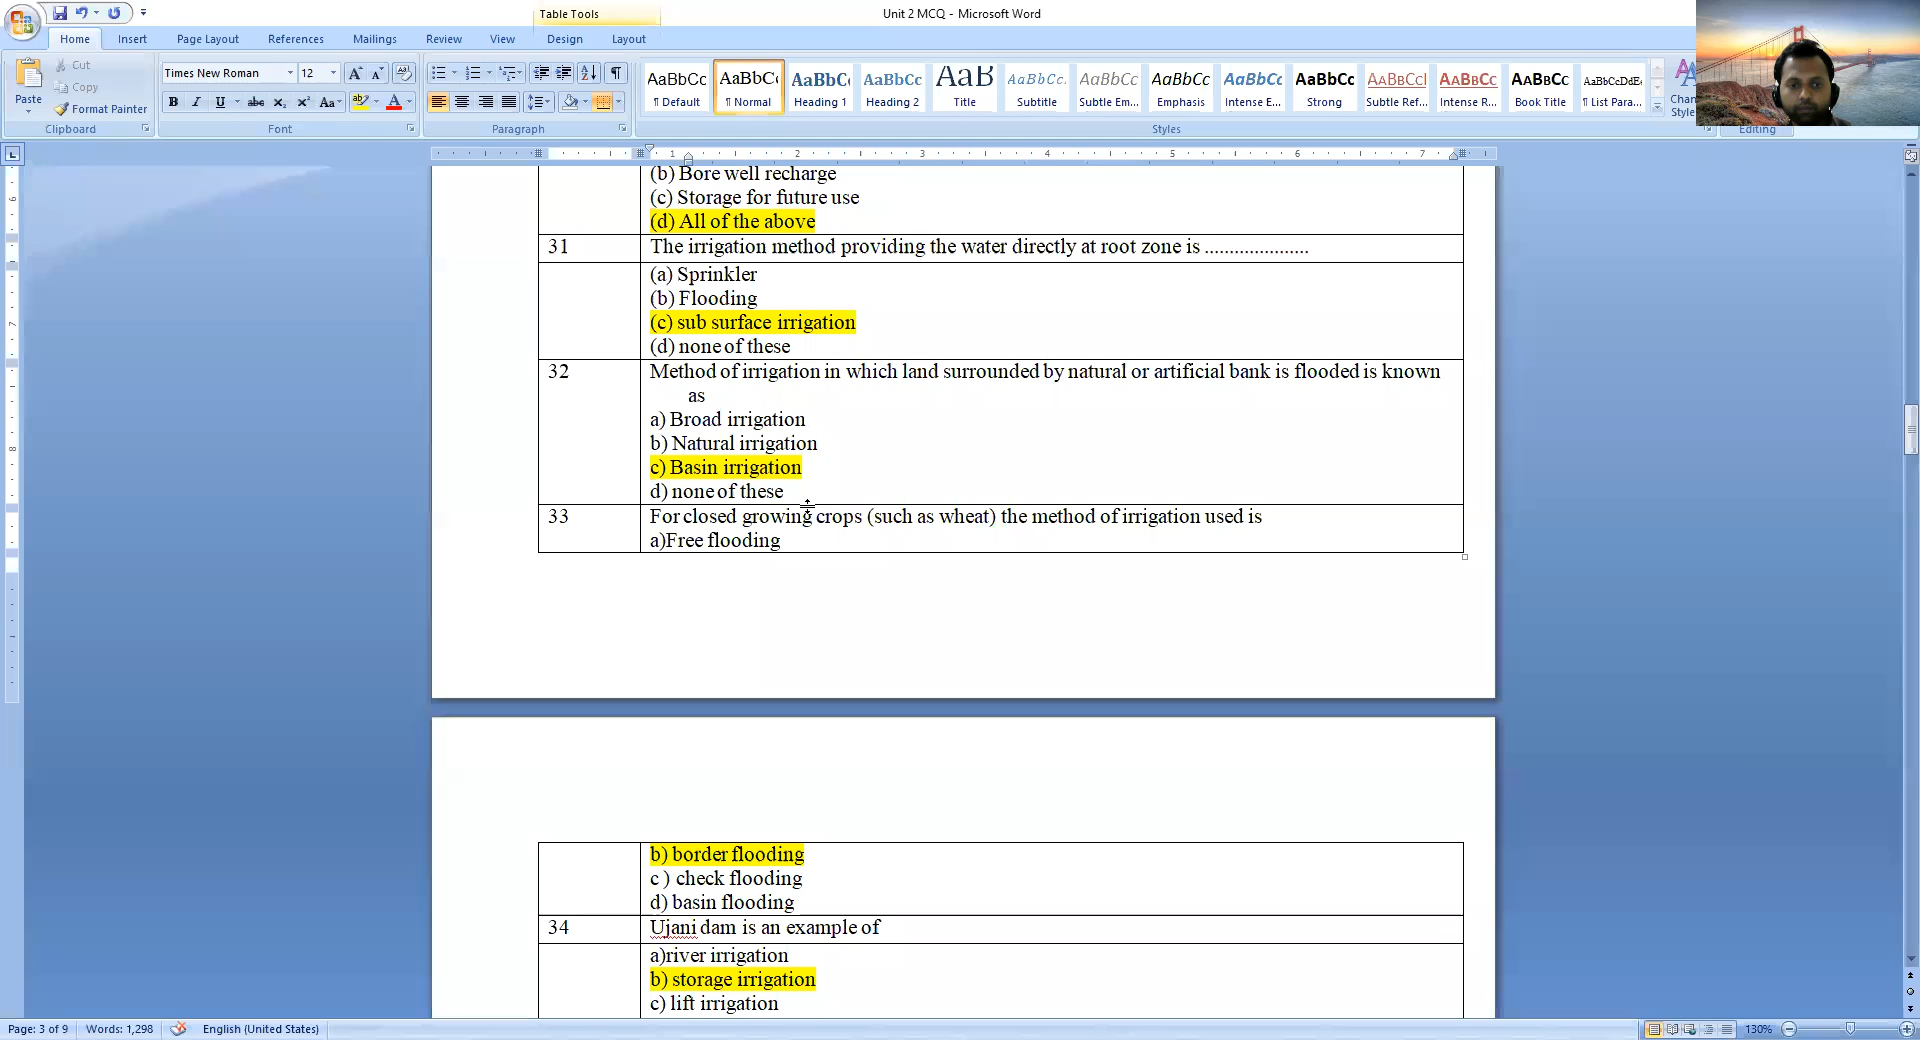 Table Tools
Unit 2 MCQ - Microsoft Word
Home Insert Page Layout References Mailings Review View Design Layout
Paste
Cut
Copy
Format Painter
Clipboard
Times New Roman 12
Font
Paragraph
AaBbCc AaBbCc AaBbC AaBbCc AaB AaBbCc. AaBbCc AaBbCc AaBbCc AaBbCc AaBbCcI AaBbCc AaBbCc AaBbCcDdE
¶ Default ¶ Normal Heading 1 Heading 2 Title Subtitle Subtle Em... Emphasis Intense E... Strong Subtle Ref... Intense R... Book Title ¶ List Para...
Styles
Editing
(b) Bore well recharge
(c) Storage for future use
(d) All of the above
31 The irrigation method providing the water directly at root zone is .....................
(a) Sprinkler
(b) Flooding
(c) sub surface irrigation
(d) none of these
32 Method of irrigation in which land surrounded by natural or artificial bank is flooded is known
as
a) Broad irrigation
b) Natural irrigation
c) Basin irrigation
d) none of these
33 For closed growing crops (such as wheat) the method of irrigation used is
a)Free flooding
b) border flooding
c ) check flooding
d) basin flooding
34 Ujani dam is an example of
a)river irrigation
b) storage irrigation
c) lift irrigation
Page: 3 of 9 Words: 1,298 English (United States) 130%